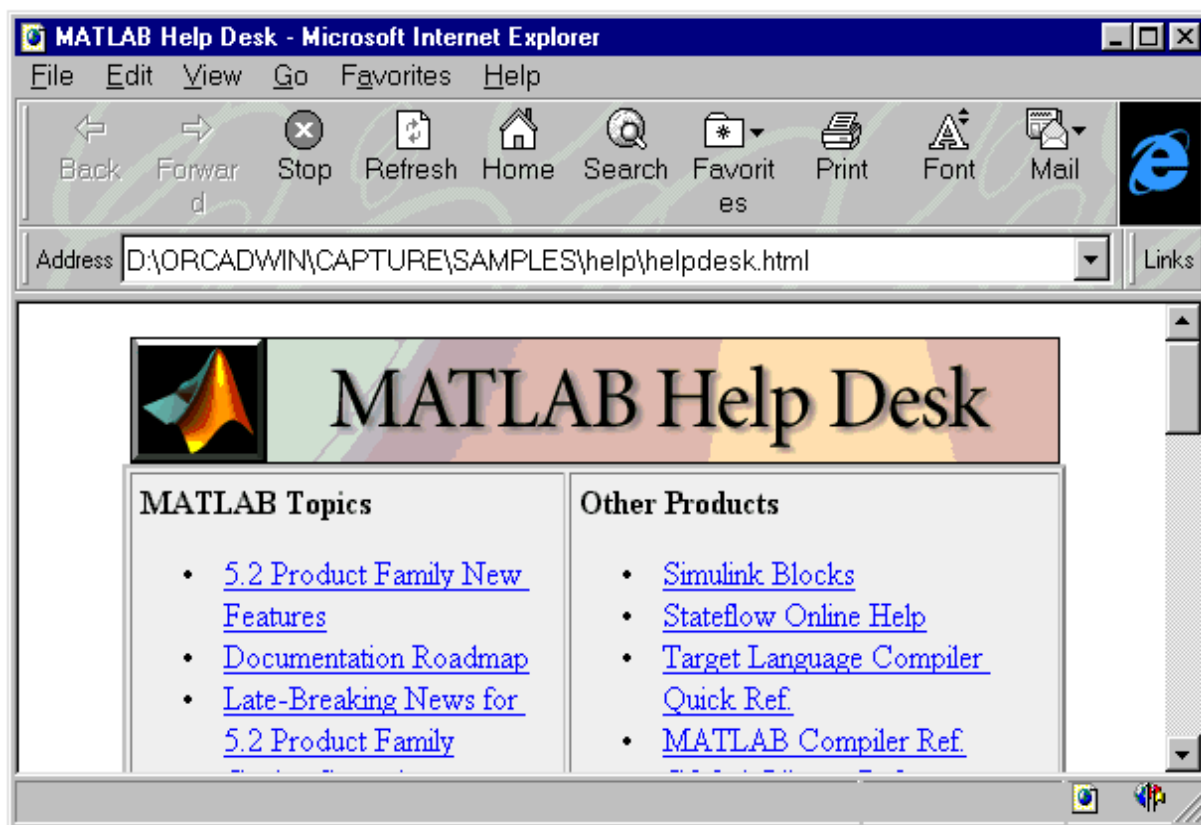 MATLAB Help Desk - Microsoft Internet Explorer
File Edit View Go Favorites Help
Back Forwar Stop Refresh Home Search Favorit Print Font Mail
d es
Address D:\ORCADWIN\CAPTURE\SAMPLES\help\helpdesk.html Links
MATLAB Help Desk
MATLAB Topics
5.2 Product Family New
Features
Documentation Roadmap
Late-Breaking News for
5.2 Product Family
Other Products
Simulink Blocks
Stateflow Online Help
Target Language Compiler
Quick Ref.
MATLAB Compiler Ref.